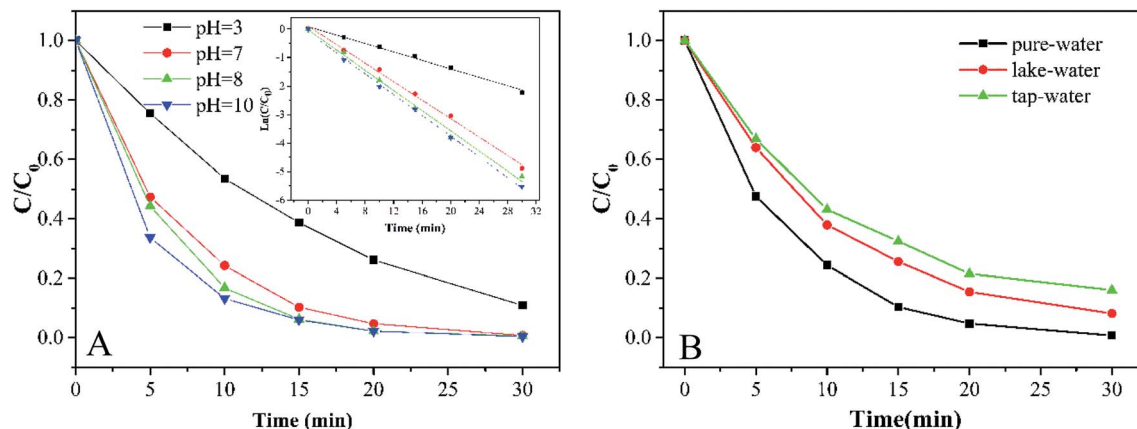 1.0
0.8
0.6
0.4
0.2
0.0
C/C0
0 5 10 15 20 25 30
Time (min)
A
pH=3
pH=7
pH=8
pH=10
0
-1
-2
-3
-4
-5
-6
Ln(C/C0)
0 4 8 12 16 20 24 28 32
Time (min)
1.0
0.8
0.6
0.4
0.2
0.0
C/C0
0 5 10 15 20 25 30
Time(min)
B
pure-water
lake-water
tap-water